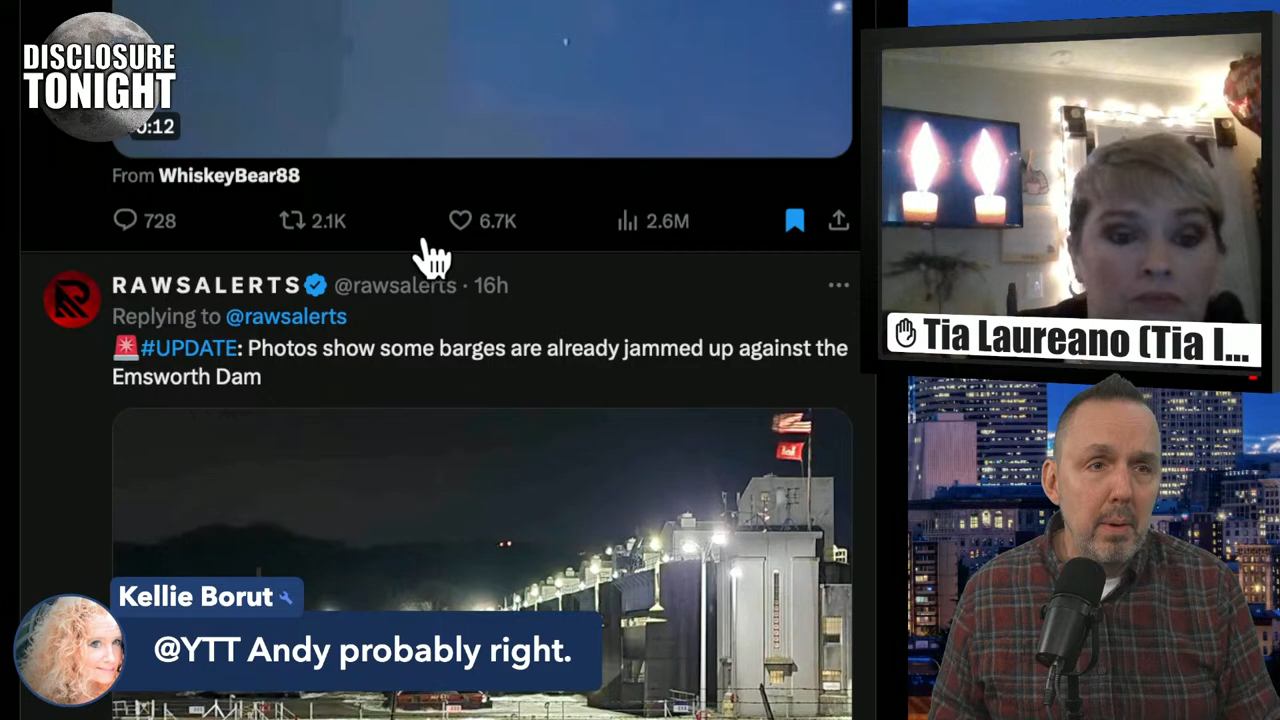 DISCLOSURE
TONIGHT
0:12
From WhiskeyBear88
728
2.1K
6.7K
2.6M
RAWSALERTS @rawsalerts · 16h
Replying to @rawsalerts
#UPDATE: Photos show some barges are already jammed up against the
Emsworth Dam
Tia Laureano (Tia l...
Kellie Borut
@YTT Andy probably right.